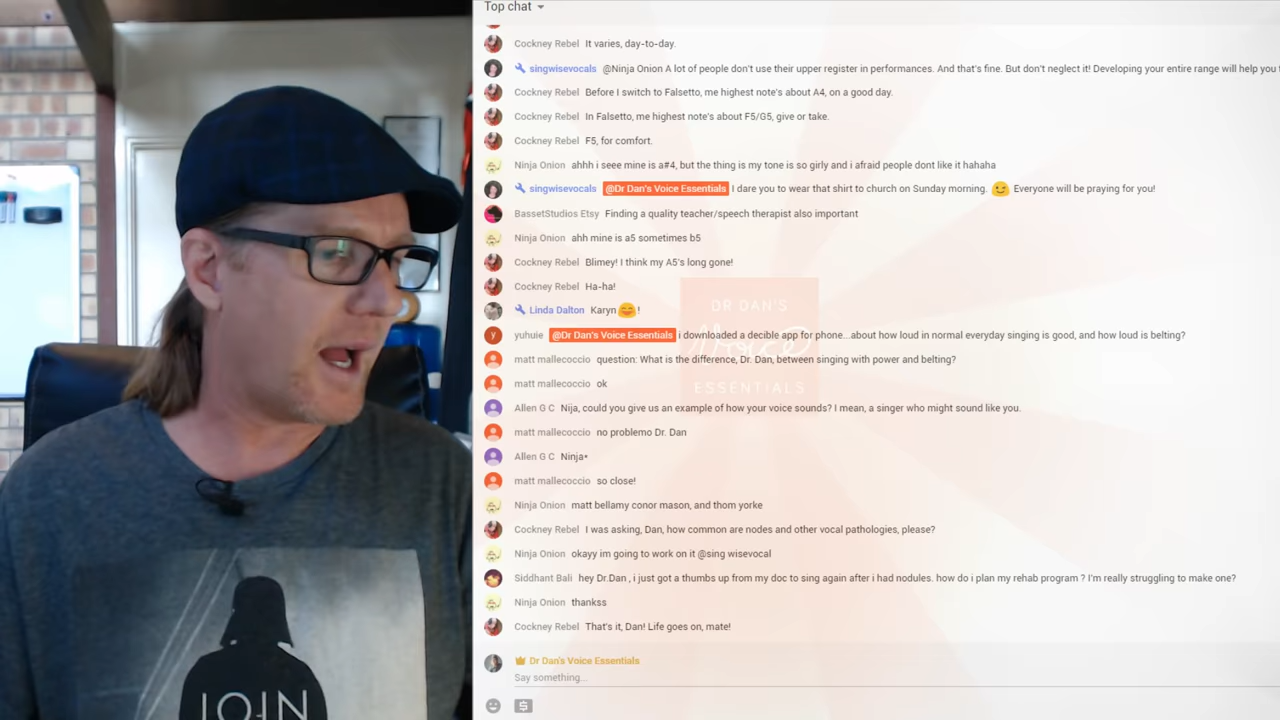 Top chat
Cockney Rebel It varies, day-to-day.
singwisevocals @Ninja Onion A lot of people don't use their upper register in performances. And that's fine. But don't neglect it! Developing your entire range will help you
Cockney Rebel Before I switch to Falsetto, me highest note's about A4, on a good day.
Cockney Rebel In Falsetto, me highest note's about F5/G5, give or take.
Cockney Rebel F5, for comfort.
Ninja Onion ahhh i seee mine is a#4, but the thing is my tone is so girly and i afraid people dont like it hahaha
singwisevocals @Dr Dan's Voice Essentials I dare you to wear that shirt to church on Sunday morning. 😉 Everyone will be praying for you!
BassetStudios Etsy Finding a quality teacher/speech therapist also important
Ninja Onion ahh mine is a5 sometimes b5
Cockney Rebel Blimey! I think my A5's long gone!
Cockney Rebel Ha-ha!
Linda Dalton Karyn 😊 !
yuhuie @Dr Dan's Voice Essentials i downloaded a decible app for phone...about how loud in normal everyday singing is good, and how loud is belting?
matt mallecoccio question: What is the difference, Dr. Dan, between singing with power and belting?
matt mallecoccio ok
Allen G C Nija, could you give us an example of how your voice sounds? I mean, a singer who might sound like you.
matt mallecoccio no problemo Dr. Dan
Allen G C Ninja*
matt mallecoccio so close!
Ninja Onion matt bellamy conor mason, and thom yorke
Cockney Rebel I was asking, Dan, how common are nodes and other vocal pathologies, please?
Ninja Onion okayy im going to work on it @sing wisevocal
Siddhant Bali hey Dr.Dan , i just got a thumbs up from my doc to sing again after i had nodules. how do i plan my rehab program ? I'm really struggling to make one?
Ninja Onion thankss
Cockney Rebel That's it, Dan! Life goes on, mate!
Dr Dan's Voice Essentials
Say something...
DR DAN'S
Voice
ESSENTIALS
JOIN